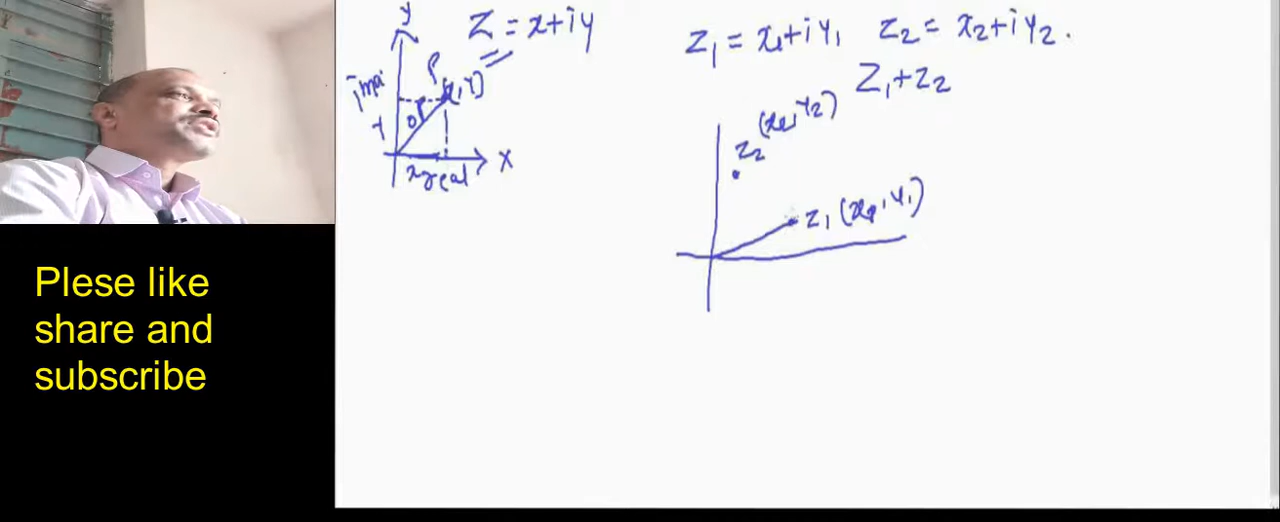 y
Z = x+iy
P
(x, Y)
imai
Y
x real
X
z₁ = x₁+iy₁ z₂ = x₂+iy₂.
Z₁+Z₂
(x₂, Y₂)
z₂
z₁ (x₁, y₁)
Plese like
share and
subscribe